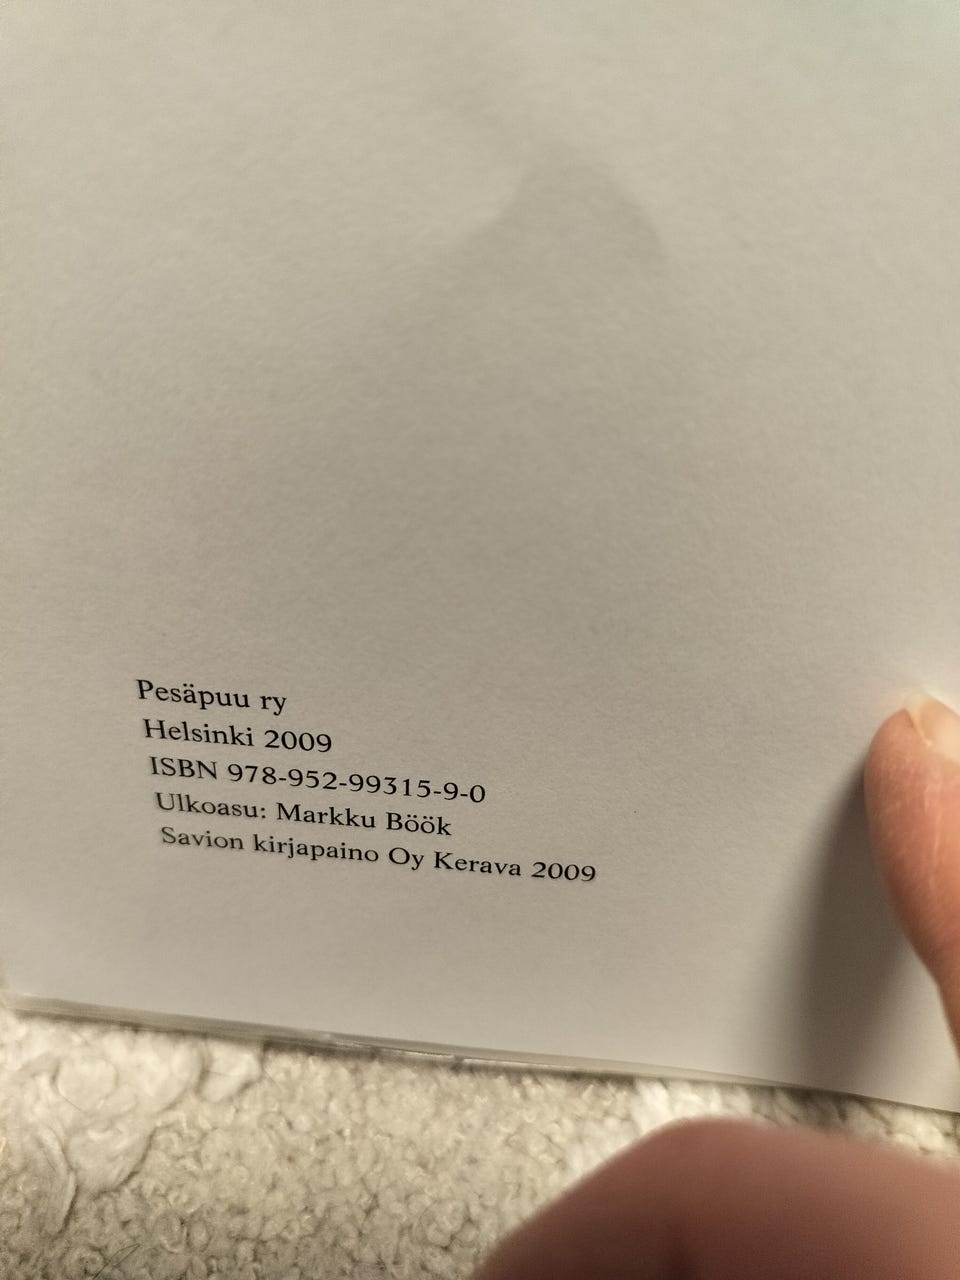 Pesäpuu ry
Helsinki 2009
ISBN 978-952-99315-9-0
Ulkoasu: Markku Böök
Savion kirjapaino Oy Kerava 2009